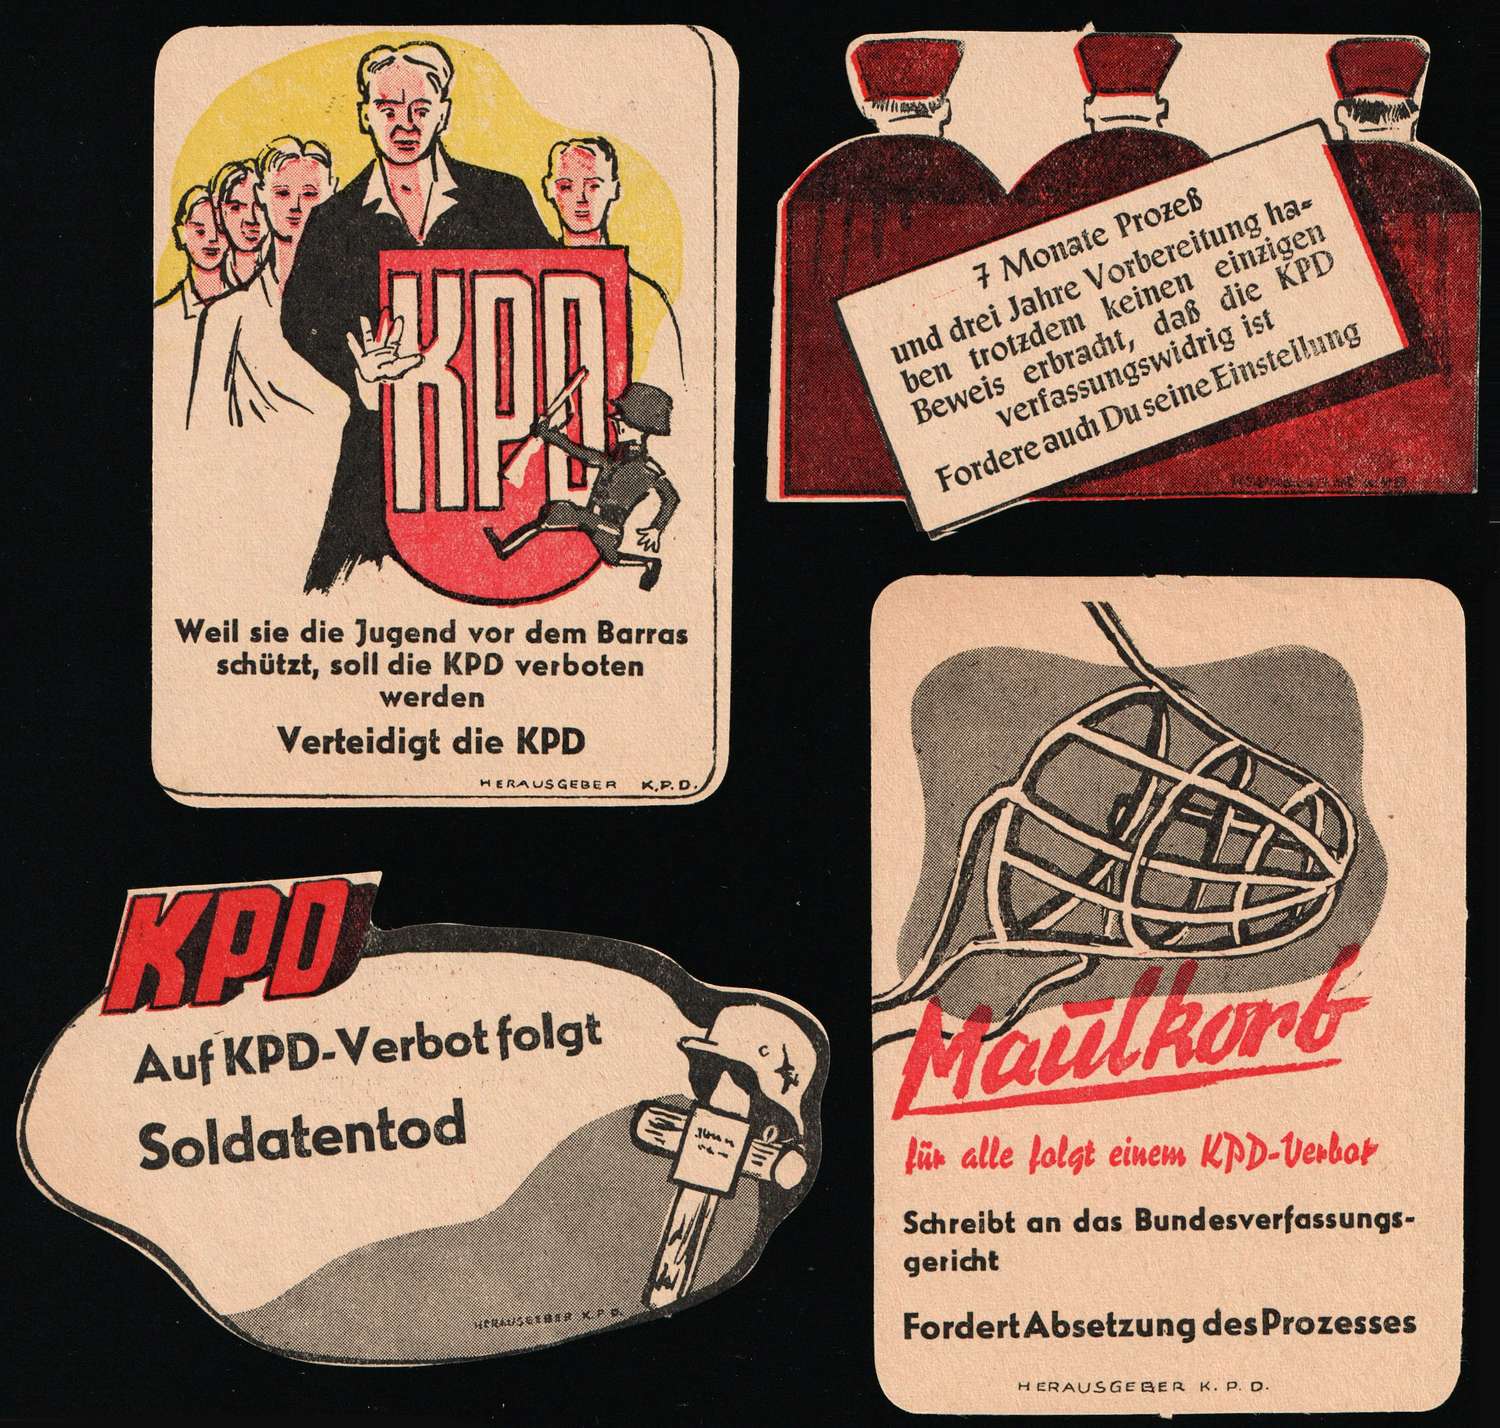 KPD
Weil sie die Jugend vor dem Barras
schützt, soll die KPD verboten
werden
Verteidigt die KPD
HERAUSGEBER K.P.D.
7 Monate Prozeß
und drei Jahre Vorbereitung ha-
ben trotzdem keinen einzigen
Beweis erbracht, daß die KPD
verfassungswidrig ist
Fordere auch Du seine Einstellung
KPD
Auf KPD-Verbot folgt
Soldatentod
HERAUSGEBER K.P.D.
Maulkorb
für alle folgt einem KPD-Verbot
Schreibt an das Bundesverfassungs-
gericht
Fordert Absetzung des Prozesses
HERAUSGEBER K.P.D.